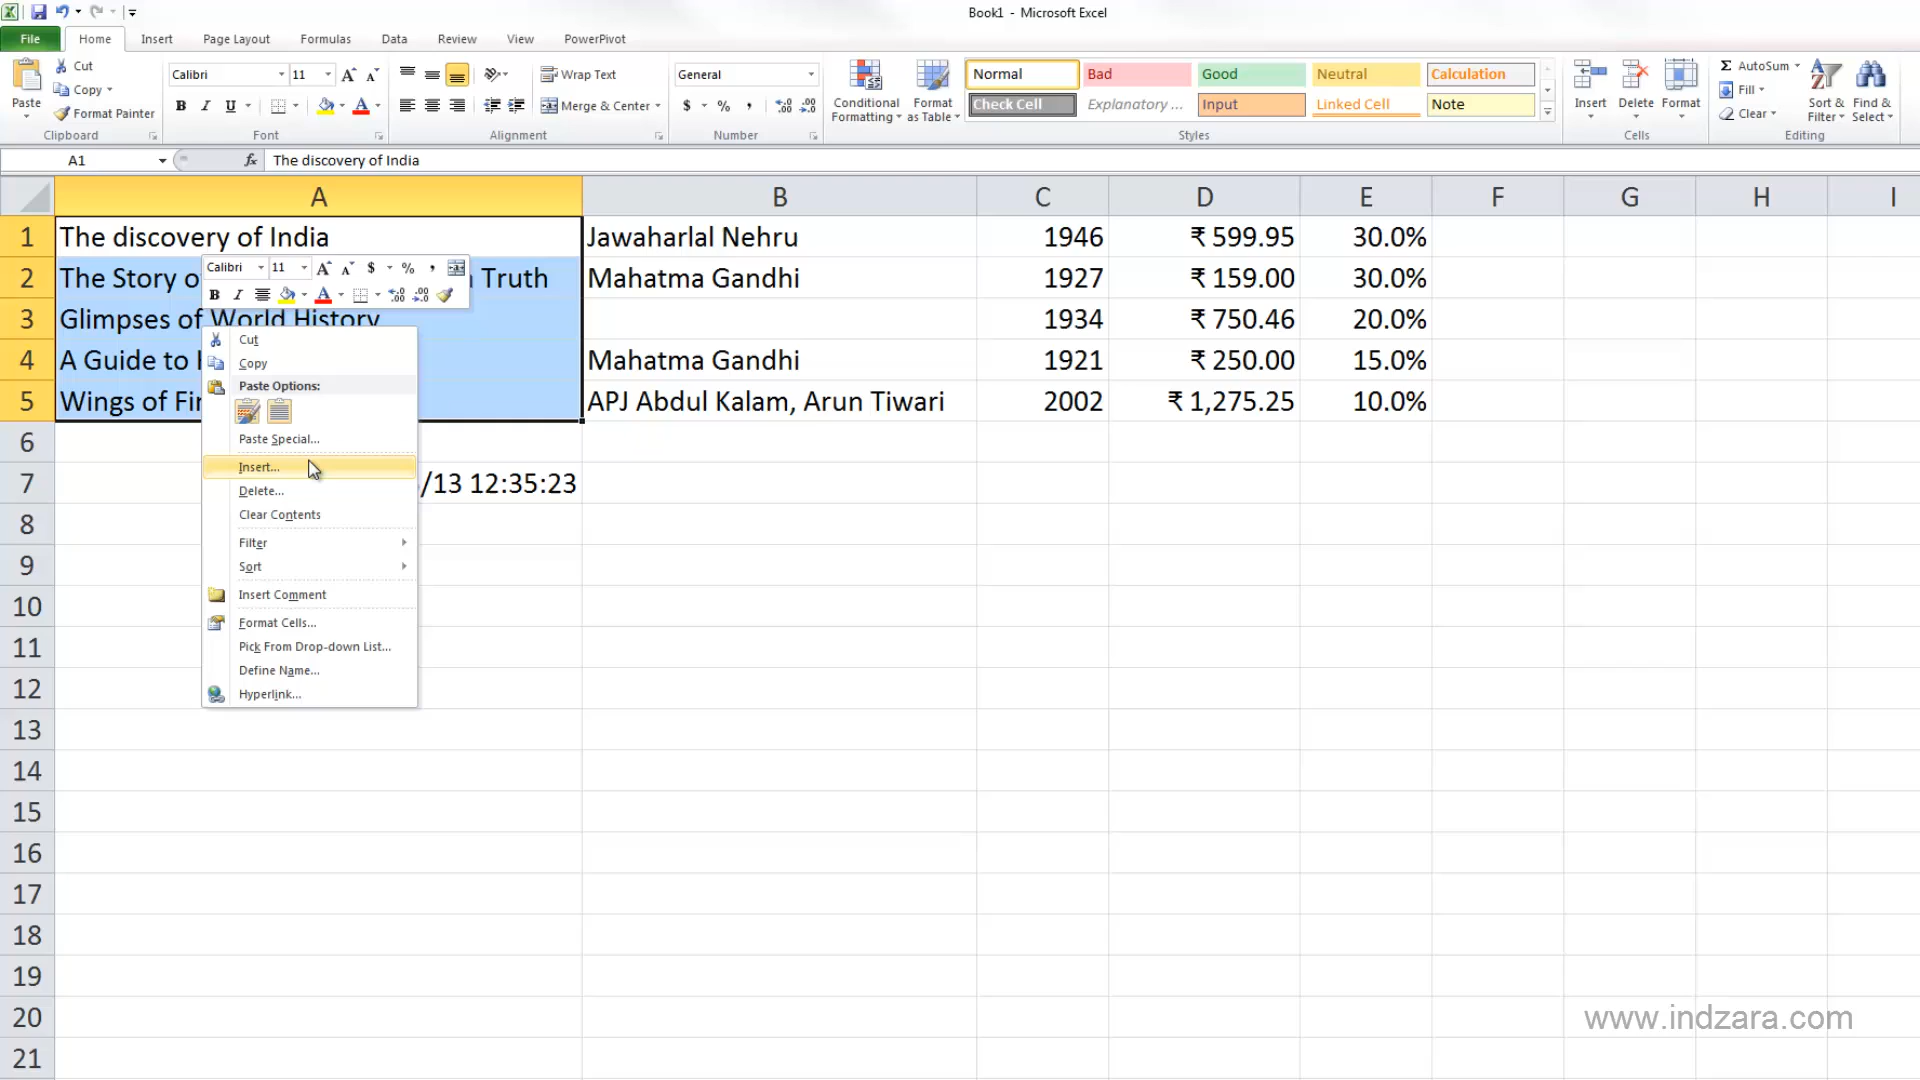 Book1 - Microsoft Excel
File Home Insert Page Layout Formulas Data Review View PowerPivot
Paste
Cut
Copy
Format Painter
Clipboard
Calibri 11
B I U
Font
Wrap Text
Merge & Center
Alignment
General
$ % ,
Number
Conditional Formatting
Format as Table
Normal Bad Good Neutral Calculation
Check Cell Explanatory ... Input Linked Cell Note
Styles
Insert Delete Format
Cells
Σ AutoSum
Fill
Clear
Sort & Filter
Find & Select
Editing
A1 fx The discovery of India
A B C D E F G H I
1 The discovery of India Jawaharlal Nehru 1946 ₹ 599.95 30.0%
2 The Story o Truth Mahatma Gandhi 1927 ₹ 159.00 30.0%
3 Glimpses of World History 1934 ₹ 750.46 20.0%
4 A Guide to Mahatma Gandhi 1921 ₹ 250.00 15.0%
5 Wings of Fir APJ Abdul Kalam, Arun Tiwari 2002 ₹ 1,275.25 10.0%
6
7 /13 12:35:23
8
9
10
11
12
13
14
15
16
17
18
19
20
21
Calibri 11 A A $ % ,
B I A
Cut
Copy
Paste Options:
Paste Special...
Insert...
Delete...
Clear Contents
Filter
Sort
Insert Comment
Format Cells...
Pick From Drop-down List...
Define Name...
Hyperlink...
www.indzara.com